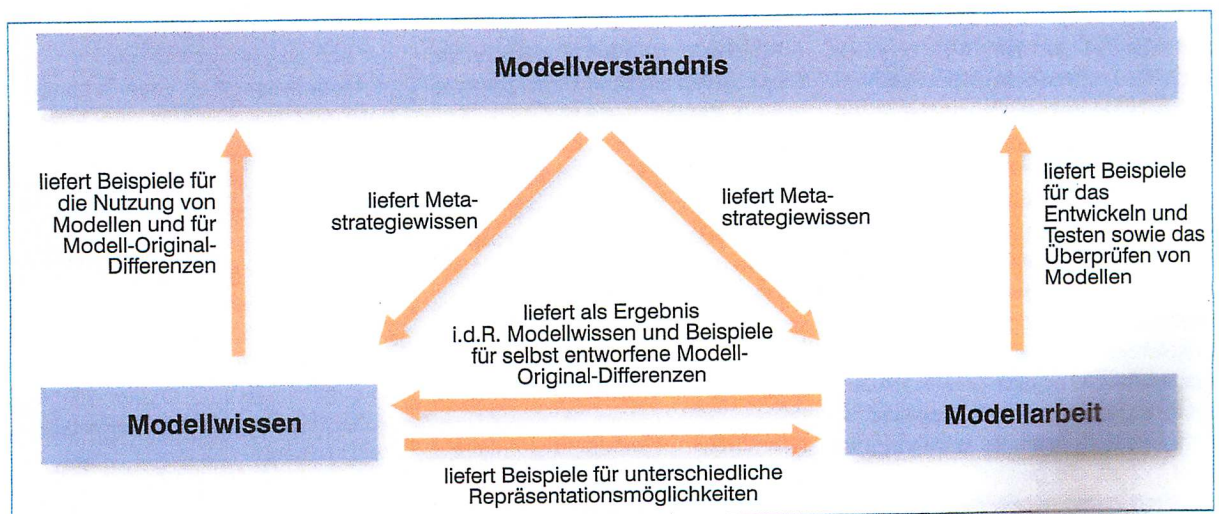 Modellverständnis
liefert Beispiele für
die Nutzung von
Modellen und für
Modell-Original-
Differenzen
liefert Meta-
strategiewissen
liefert Meta-
strategiewissen
liefert Beispiele
für das
Entwickeln und
Testen sowie das
Überprüfen von
Modellen
liefert als Ergebnis
i.d.R. Modellwissen und Beispiele
für selbst entworfene Modell-
Original-Differenzen
Modellwissen
Modellarbeit
liefert Beispiele für unterschiedliche
Repräsentationsmöglichkeiten